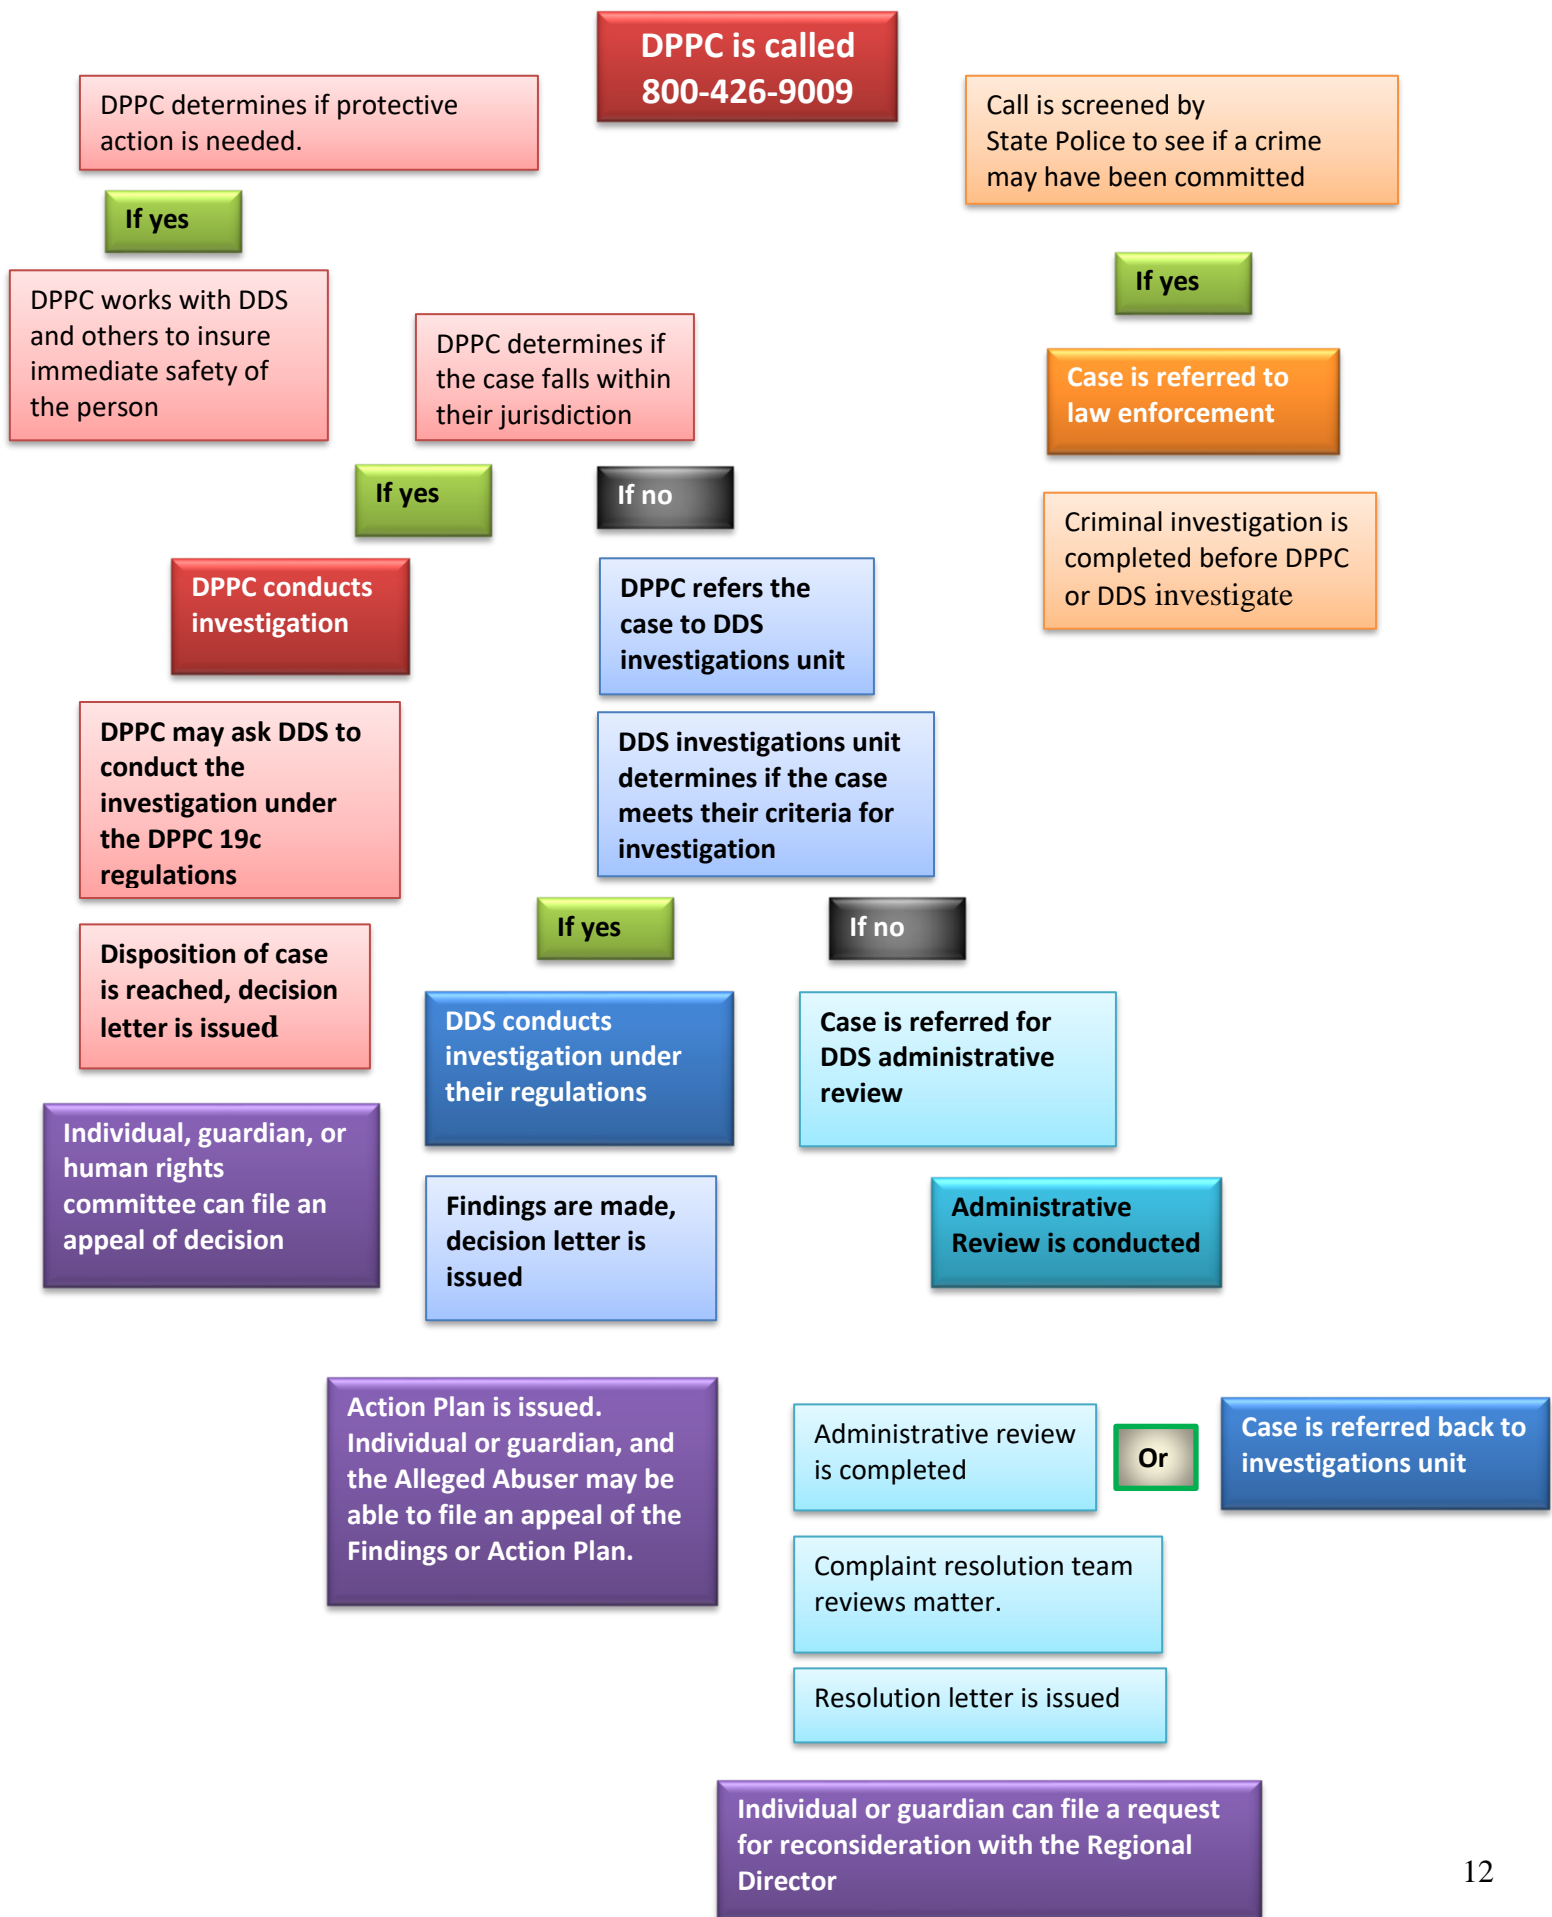 DPPC is called
800-426-9009
DPPC determines if protective
action is needed.
Call is screened by
State Police to see if a crime
may have been committed
If yes
If yes
DPPC works with DDS
and others to insure
immediate safety of
the person
DPPC determines if
the case falls within
their jurisdiction
Case is referred to
law enforcement
If yes
If no
Criminal investigation is
completed before DPPC
or DDS investigate
DPPC conducts
investigation
DPPC refers the
case to DDS
investigations unit
DPPC may ask DDS to
conduct the
investigation under
the DPPC 19c
regulations
DDS investigations unit
determines if the case
meets their criteria for
investigation
If yes
If no
Disposition of case
is reached, decision
letter is issued
DDS conducts
investigation under
their regulations
Case is referred for
DDS administrative
review
Individual, guardian, or
human rights
committee can file an
appeal of decision
Findings are made,
decision letter is
issued
Administrative
Review is conducted
Action Plan is issued.
Individual or guardian, and
the Alleged Abuser may be
able to file an appeal of the
Findings or Action Plan.
Administrative review
is completed
Or
Case is referred back to
investigations unit
Complaint resolution team
reviews matter.
Resolution letter is issued
Individual or guardian can file a request
for reconsideration with the Regional
Director
12